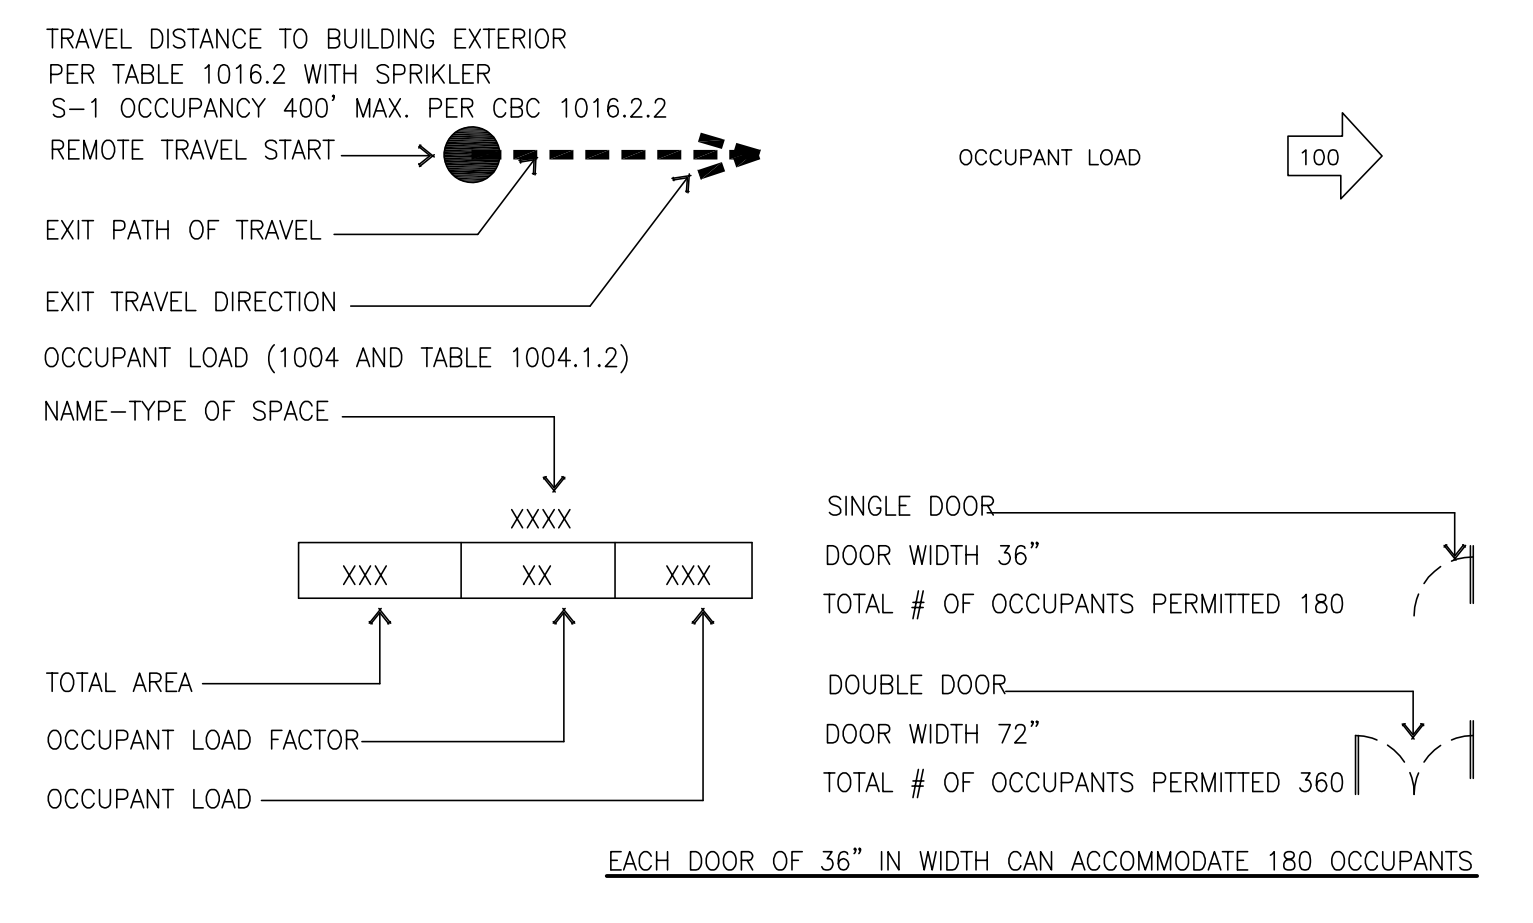 TRAVEL DISTANCE TO BUILDING EXTERIOR
PER TABLE 1016.2 WITH SPRIKLER
S-1 OCCUPANCY 400' MAX. PER CBC 1016.2.2
REMOTE TRAVEL START
OCCUPANT LOAD
100
EXIT PATH OF TRAVEL
EXIT TRAVEL DIRECTION
OCCUPANT LOAD (1004 AND TABLE 1004.1.2)
NAME-TYPE OF SPACE
XXXX
XXX XX XXX
TOTAL AREA
OCCUPANT LOAD FACTOR
OCCUPANT LOAD
SINGLE DOOR
DOOR WIDTH 36"
TOTAL # OF OCCUPANTS PERMITTED 180
DOUBLE DOOR
DOOR WIDTH 72"
TOTAL # OF OCCUPANTS PERMITTED 360
EACH DOOR OF 36" IN WIDTH CAN ACCOMMODATE 180 OCCUPANTS